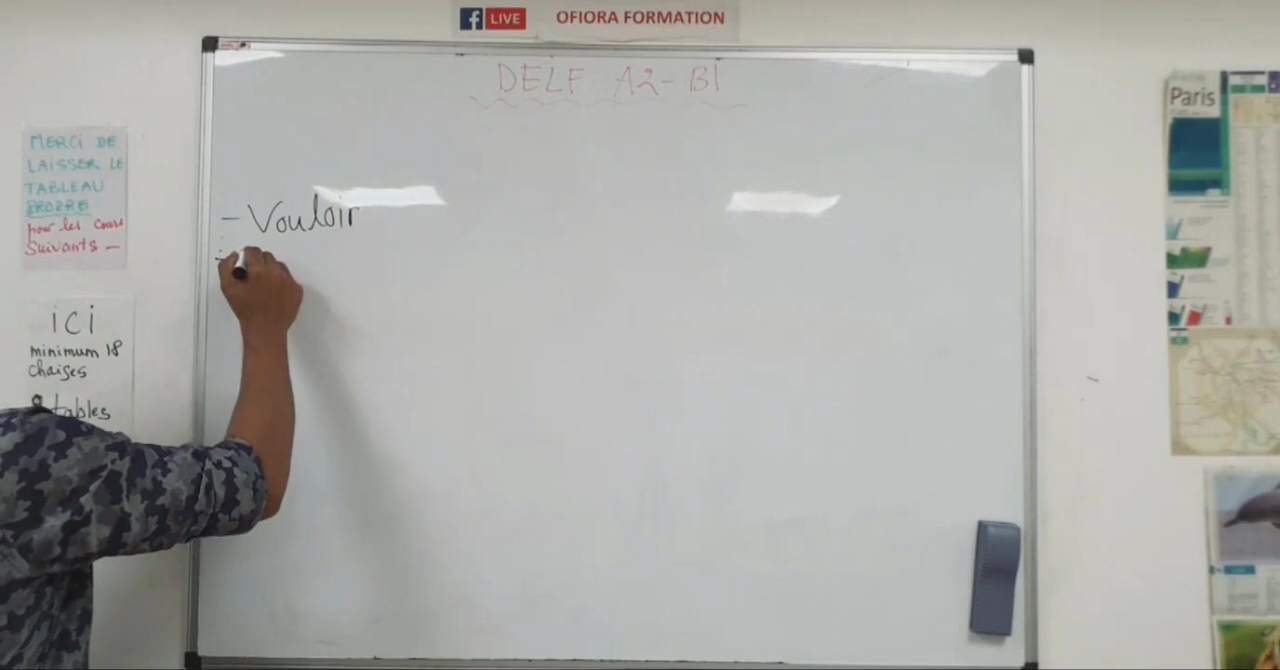 LIVE OFIORA FORMATION
DELF A2-B1
- Vouloir
MERCI DE
LAISSER LE
TABLEAU
PROPRE
pour les cours
Suivants -
ici
minimum 18
chaises
tables
Paris